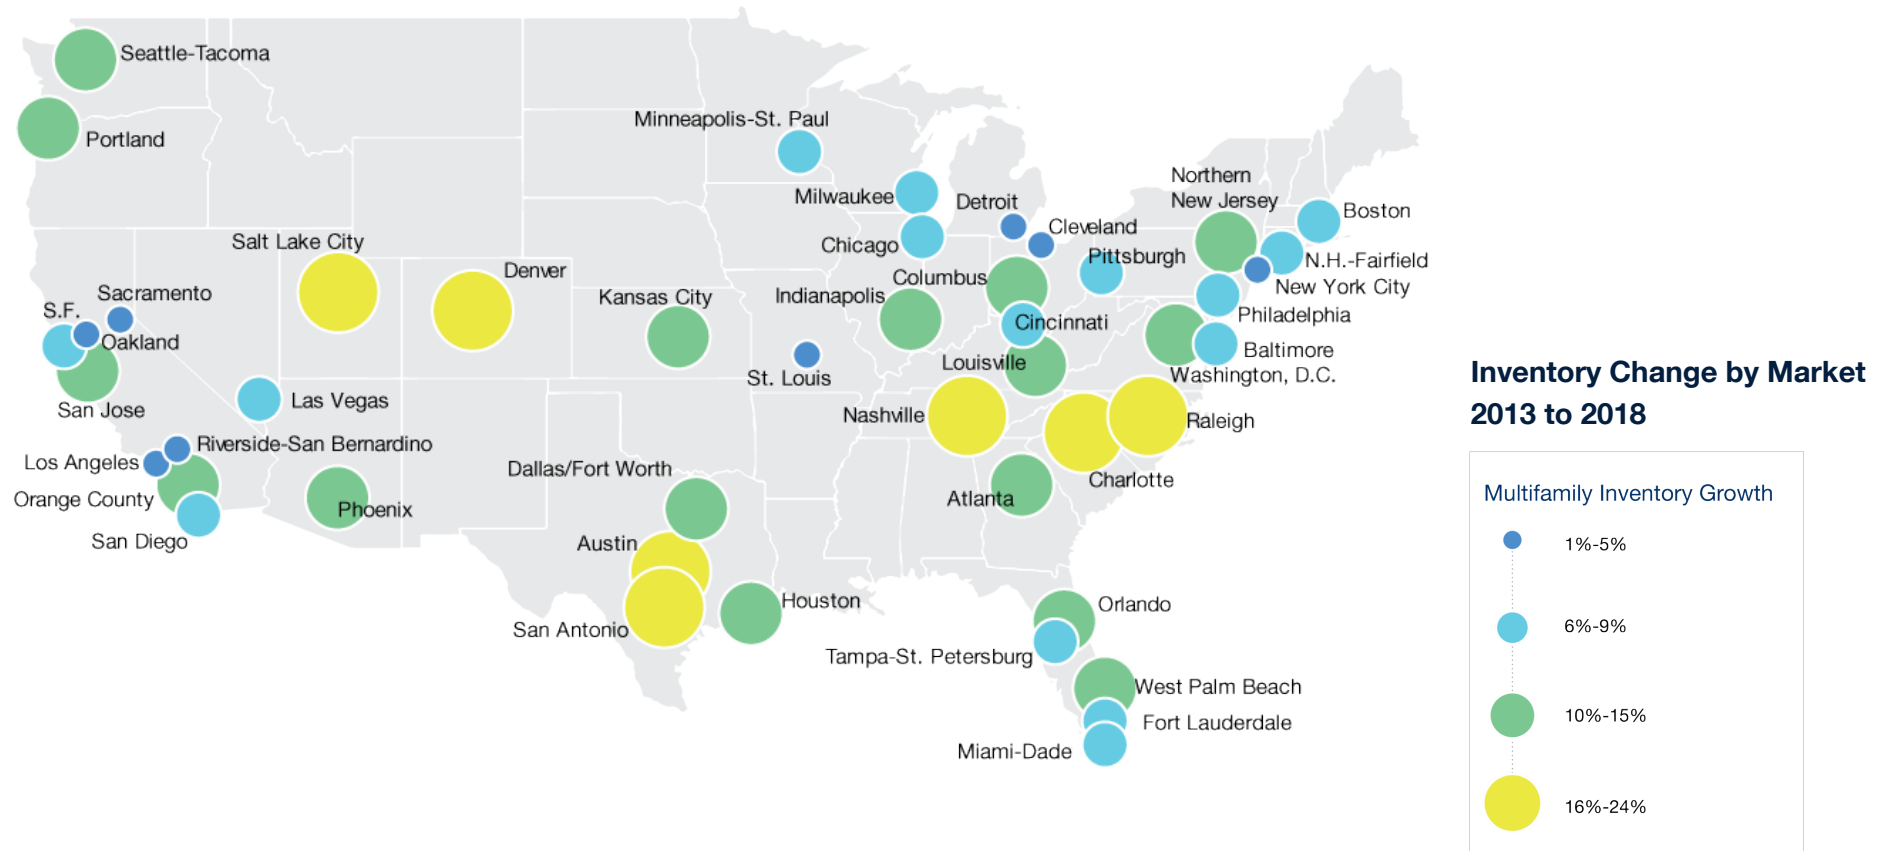 Seattle-Tacoma
Portland
Minneapolis-St. Paul
Milwaukee
Chicago
Detroit
Cleveland
Northern
New Jersey
Boston
Pittsburgh
N.H.-Fairfield
New York City
Philadelphia
Baltimore
Washington, D.C.
Salt Lake City
Denver
Kansas City
Columbus
Indianapolis
Cincinnati
Louisville
St. Louis
Sacramento
S.F.
Oakland
San Jose
Las Vegas
Riverside-San Bernardino
Los Angeles
Orange County
San Diego
Phoenix
Nashville
Raleigh
Charlotte
Atlanta
Dallas/Fort Worth
Austin
San Antonio
Houston
Orlando
Tampa-St. Petersburg
West Palm Beach
Fort Lauderdale
Miami-Dade
Inventory Change by Market
2013 to 2018
Multifamily Inventory Growth
1%-5%
6%-9%
10%-15%
16%-24%